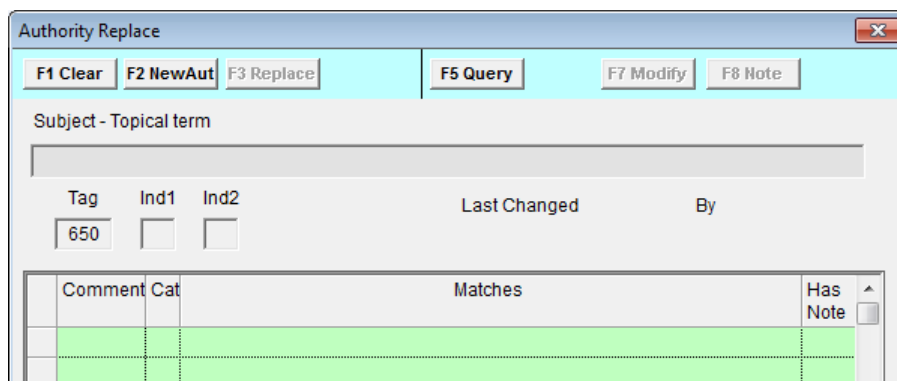 Authority Replace
F1 Clear F2 NewAut F3 Replace F5 Query F7 Modify F8 Note
Subject - Topical term
Tag Ind1 Ind2 Last Changed By
650
Comment Cat Matches Has Note